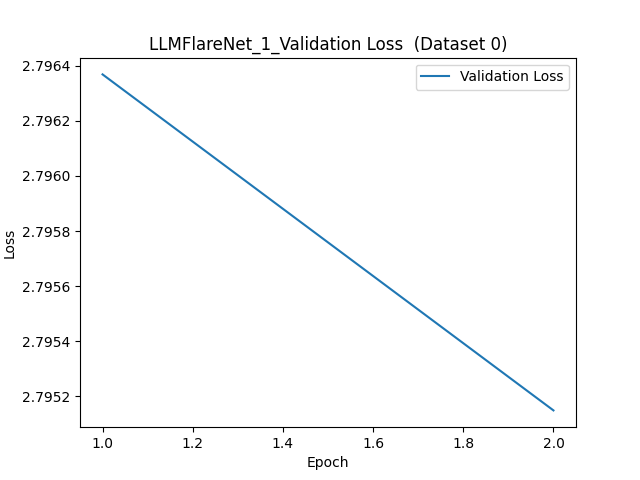 LLMFlareNet_1_Validation Loss  (Dataset 0)
Validation Loss
Loss
2.7964
2.7962
2.7960
2.7958
2.7956
2.7954
2.7952
1.0 1.2 1.4 1.6 1.8 2.0
Epoch